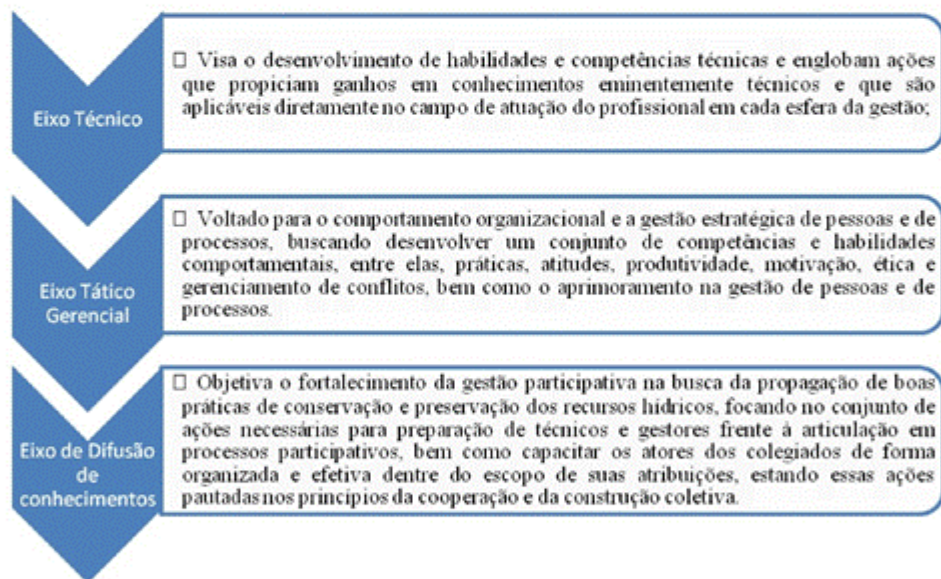 Eixo Técnico
□ Visa o desenvolvimento de habilidades e competências técnicas e englobam ações
que propiciam ganhos em conhecimentos eminentemente técnicos e que são
aplicáveis diretamente no campo de atuação do profissional em cada esfera da gestão;
Eixo Tático
Gerencial
□ Voltado para o comportamento organizacional e a gestão estratégica de pessoas e de
processos, buscando desenvolver um conjunto de competências e habilidades
comportamentais, entre elas, práticas, atitudes, produtividade, motivação, ética e
gerenciamento de conflitos, bem como o aprimoramento na gestão de pessoas e de
processos.
Eixo de Difusão
de
conhecimentos
□ Objetiva o fortalecimento da gestão participativa na busca da propagação de boas
práticas de conservação e preservação dos recursos hídricos, focando no conjunto de
ações necessárias para preparação de técnicos e gestores frente à articulação em
processos participativos, bem como capacitar os atores dos colegiados de forma
organizada e efetiva dentre do escopo de suas atribuições, estando essas ações
pautadas nos princípios da cooperação e da construção coletiva.